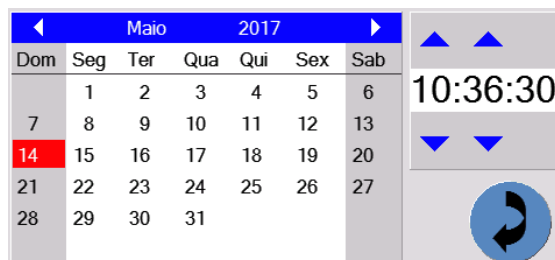 Maio 2017
Dom Seg Ter Qua Qui Sex Sab
1 2 3 4 5 6
10:36:30
7 8 9 10 11 12 13
14 15 16 17 18 19 20
21 22 23 24 25 26 27
28 29 30 31